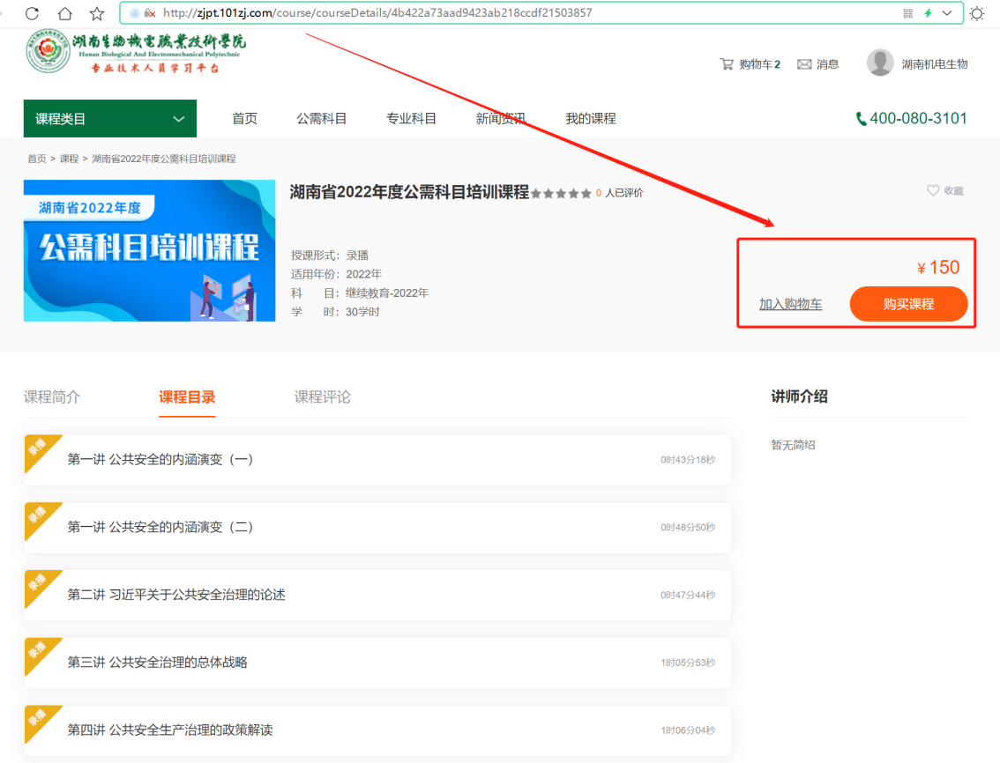 http://zjpt.101zj.com/course/courseDetails/4b422a73aad9423ab218ccdf21503857
湖南生物機電職業技術學院
Hunan Biological And Electromechanical Polytechnic
专业技术人员学习平台
购物车2 消息 湖南机电生物
课程类目 首页 公需科目 专业科目 新闻资讯 我的课程 400-080-3101
首页 > 课程 > 湖南省2022年度公需科目培训课程
湖南省2022年度
公需科目培训课程
湖南省2022年度公需科目培训课程 0 人已评价 收藏
授课形式：录播
适用年份：2022年
科 目：继续教育-2022年
学 时：30学时
¥150
加入购物车 购买课程
课程简介 课程目录 课程评论 讲师介绍
暂无简绍
录播 第一讲 公共安全的内涵演变（一） 0时43分18秒
录播 第一讲 公共安全的内涵演变（二） 0时48分50秒
录播 第二讲 习近平关于公共安全治理的论述 0时47分44秒
录播 第三讲 公共安全治理的总体战略 1时05分53秒
录播 第四讲 公共安全生产治理的政策解读 1时06分04秒